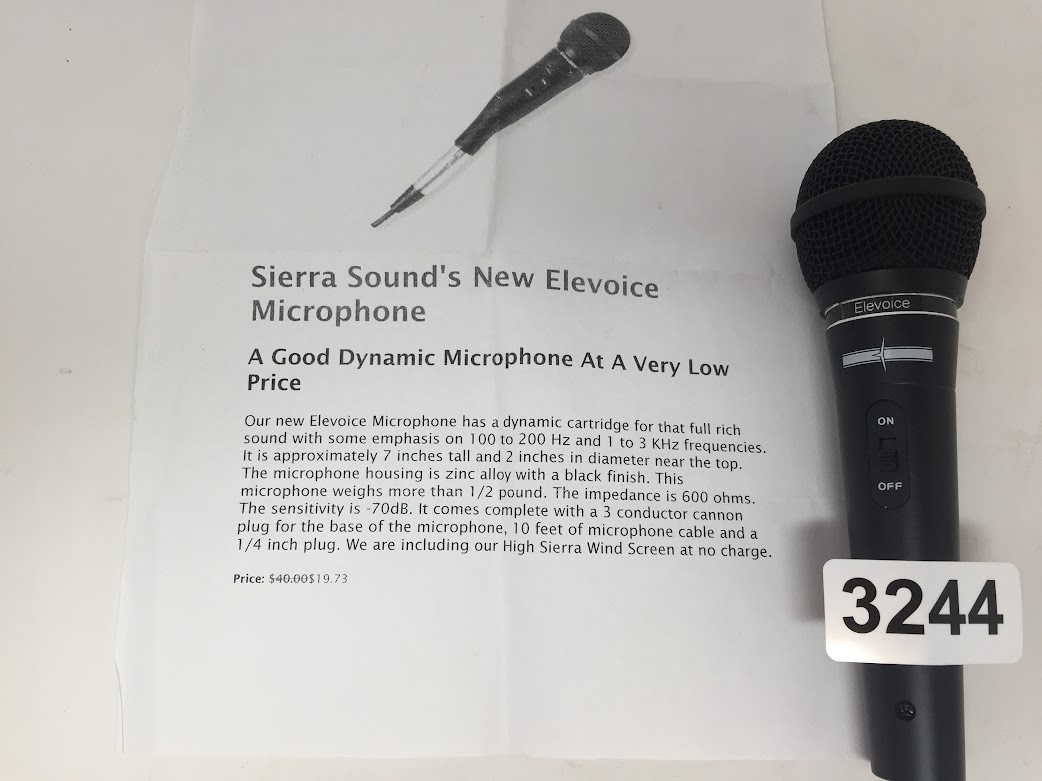 Sierra Sound's New Elevoice
Microphone
A Good Dynamic Microphone At A Very Low
Price
Our new Elevoice Microphone has a dynamic cartridge for that full rich
sound with some emphasis on 100 to 200 Hz and 1 to 3 KHz frequencies.
It is approximately 7 inches tall and 2 inches in diameter near the top.
The microphone housing is zinc alloy with a black finish. This
microphone weighs more than 1/2 pound. The impedance is 600 ohms.
The sensitivity is -70dB. It comes complete with a 3 conductor cannon
plug for the base of the microphone, 10 feet of microphone cable and a
1/4 inch plug. We are including our High Sierra Wind Screen at no charge.
Price: $40.00$19.73
Elevoice
ON
OFF
3244